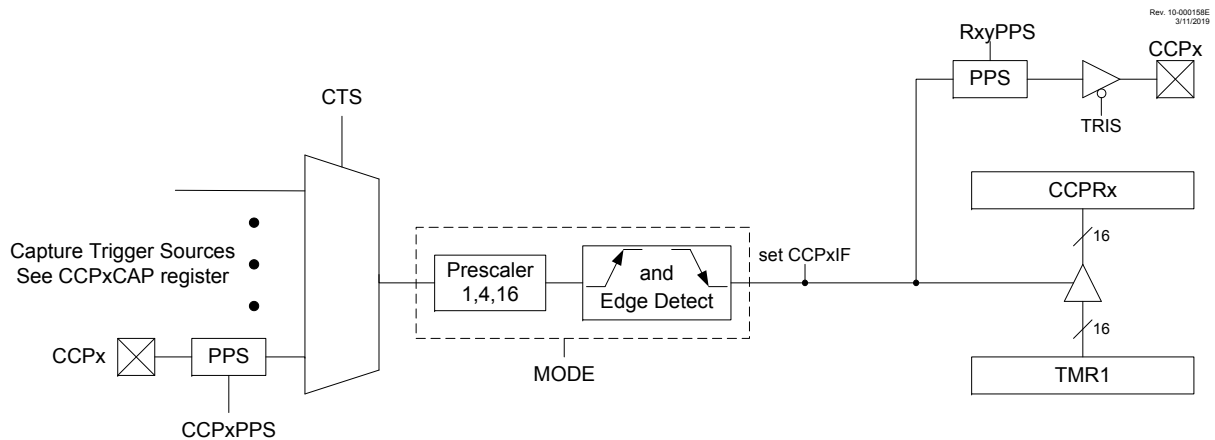 Rev. 10-000158E
3/11/2019
RxyPPS
CCPx
PPS
TRIS
CTS
CCPRx
16
Capture Trigger Sources
See CCPxCAP register
Prescaler
1,4,16
and
Edge Detect
set CCPxIF
16
MODE
TMR1
CCPx
PPS
CCPxPPS